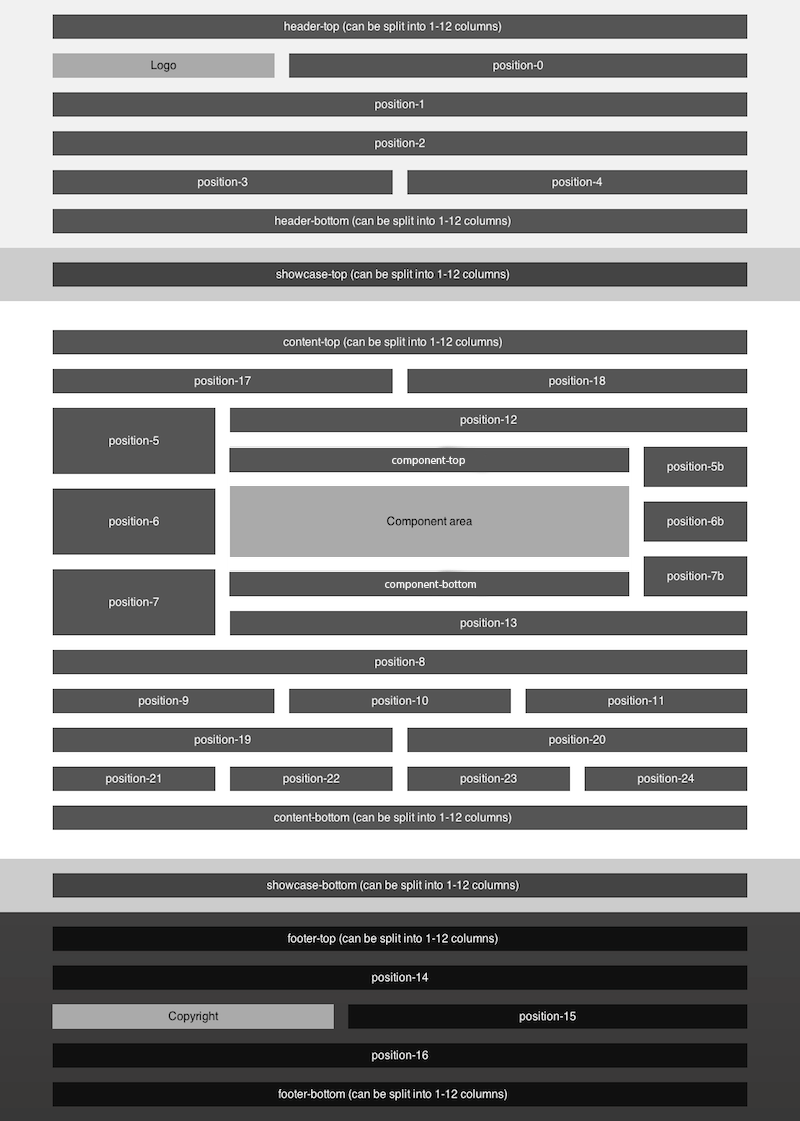 header-top (can be split into 1-12 columns)
Logo
position-0
position-1
position-2
position-3
position-4
header-bottom (can be split into 1-12 columns)
showcase-top (can be split into 1-12 columns)
content-top (can be split into 1-12 columns)
position-17
position-18
position-5
position-12
component-top
position-5b
position-6
Component area
position-6b
position-7
component-bottom
position-7b
position-13
position-8
position-9
position-10
position-11
position-19
position-20
position-21
position-22
position-23
position-24
content-bottom (can be split into 1-12 columns)
showcase-bottom (can be split into 1-12 columns)
footer-top (can be split into 1-12 columns)
position-14
Copyright
position-15
position-16
footer-bottom (can be split into 1-12 columns)